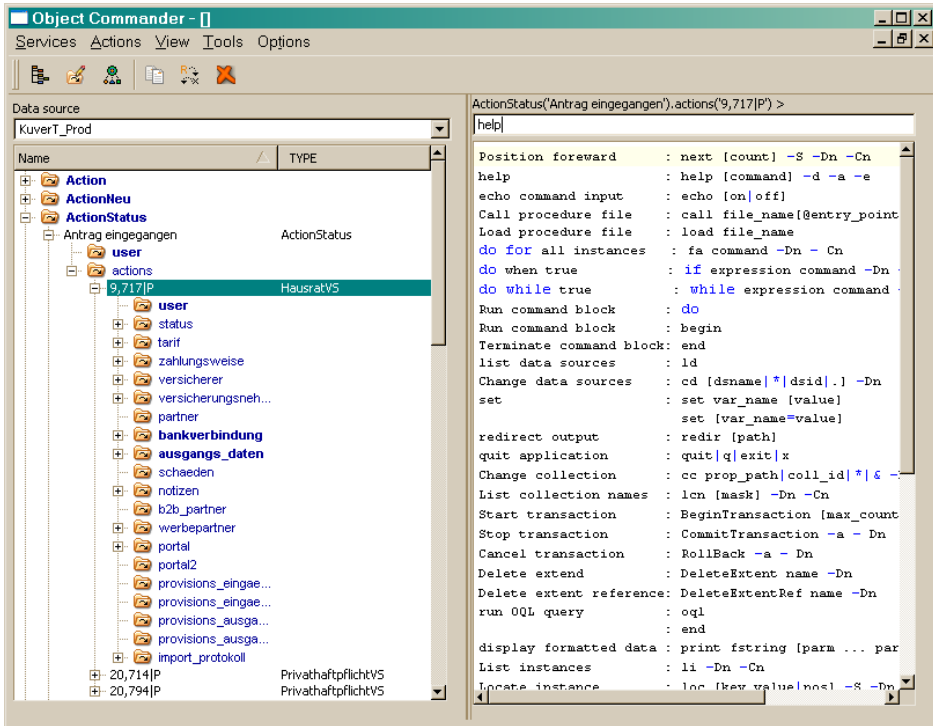 Object Commander - []
Services Actions View Tools Options
Data source
KuverT_Prod
Name TYPE
Action
ActionNeu
ActionStatus
Antrag eingegangen ActionStatus
user
actions
9,717|P HausratVS
user
status
tarif
zahlungsweise
versicherer
versicherungsneh...
partner
bankverbindung
ausgangs_daten
schaeden
notizen
b2b_partner
werbepartner
portal
portal2
provisions_eingae...
provisions_eingae...
provisions_ausga...
provisions_ausga...
import_protokoll
20,714|P PrivathaftpflichtVS
20,794|P PrivathaftpflichtVS
ActionStatus('Antrag eingegangen').actions('9,717|P') >
help
Position foreward : next [count] -S -Dn -Cn
help : help [command] -d -a -e
echo command input : echo [on|off]
Call procedure file : call file_name[@entry_point
Load procedure file : load file_name
do for all instances : fa command -Dn - Cn
do when true : if expression command -Dn
do while true : while expression command
Run command block : do
Run command block : begin
Terminate command block: end
list data sources : ld
Change data sources : cd [dsname|*|dsid|.] -Dn
set : set var_name [value]
set [var_name=value]
redirect output : redir [path]
quit application : quit|q|exit|x
Change collection : cc prop_path|coll_id|*|& -
List collection names : lcn [mask] -Dn -Cn
Start transaction : BeginTransaction [max_count
Stop transaction : CommitTransaction -a - Dn
Cancel transaction : RollBack -a - Dn
Delete extend : DeleteExtent name -Dn
Delete extent reference: DeleteExtentRef name -Dn
run OQL query : oql
: end
display formatted data : print fstring [parm ... par
List instances : li -Dn -Cn
Locate instance : loc [key_value|nos] -S -Dn